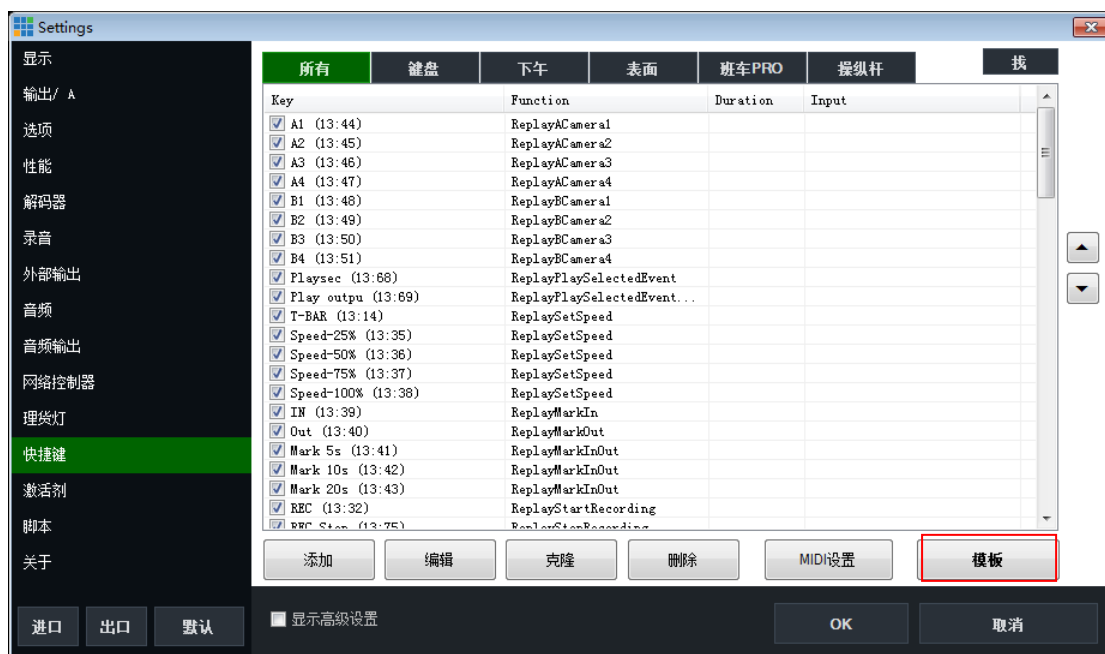 Settings
显示
输出/ A
选项
性能
解码器
录音
外部输出
音频
音频输出
网络控制器
理货灯
快捷键
激活剂
脚本
关于
进口 出口 默认
所有 键盘 下午 表面 班车PRO 操纵杆 找
Key Function Duration Input
A1 (13:44) ReplayACamera1
A2 (13:45) ReplayACamera2
A3 (13:46) ReplayACamera3
A4 (13:47) ReplayACamera4
B1 (13:48) ReplayBCamera1
B2 (13:49) ReplayBCamera2
B3 (13:50) ReplayBCamera3
B4 (13:51) ReplayBCamera4
Playsec (13:68) ReplayPlaySelectedEvent
Play outpu (13:69) ReplayPlaySelectedEvent...
T-BAR (13:14) ReplaySetSpeed
Speed-25% (13:35) ReplaySetSpeed
Speed-50% (13:36) ReplaySetSpeed
Speed-75% (13:37) ReplaySetSpeed
Speed-100% (13:38) ReplaySetSpeed
IN (13:39) ReplayMarkIn
Out (13:40) ReplayMarkOut
Mark 5s (13:41) ReplayMarkInOut
Mark 10s (13:42) ReplayMarkInOut
Mark 20s (13:43) ReplayMarkInOut
REC (13:32) ReplayStartRecording
REC Stop (13:75) ReplayStopRecording
添加 编辑 克隆 删除 MIDI设置 模板
显示高级设置 OK 取消